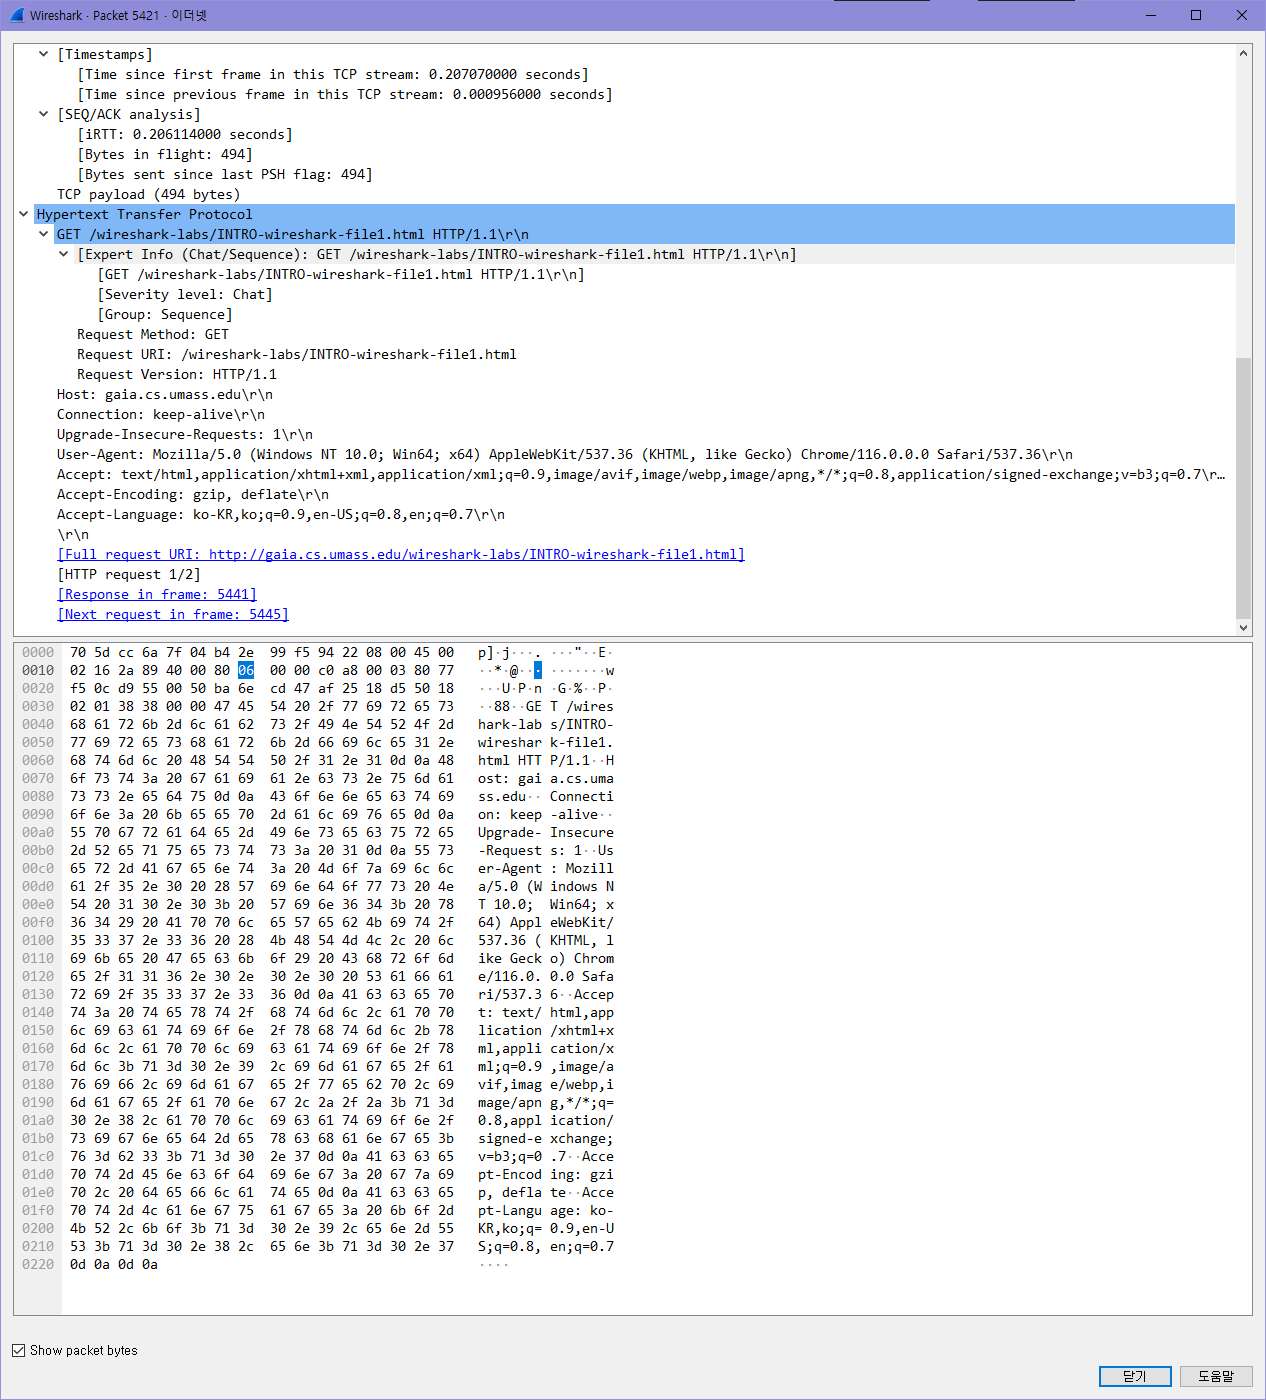 Wireshark · Packet 5421 · 이더넷
[Timestamps]
[Time since first frame in this TCP stream: 0.207070000 seconds]
[Time since previous frame in this TCP stream: 0.000956000 seconds]
[SEQ/ACK analysis]
[iRTT: 0.206114000 seconds]
[Bytes in flight: 494]
[Bytes sent since last PSH flag: 494]
TCP payload (494 bytes)
Hypertext Transfer Protocol
GET /wireshark-labs/INTRO-wireshark-file1.html HTTP/1.1\r\n
[Expert Info (Chat/Sequence): GET /wireshark-labs/INTRO-wireshark-file1.html HTTP/1.1\r\n]
[GET /wireshark-labs/INTRO-wireshark-file1.html HTTP/1.1\r\n]
[Severity level: Chat]
[Group: Sequence]
Request Method: GET
Request URI: /wireshark-labs/INTRO-wireshark-file1.html
Request Version: HTTP/1.1
Host: gaia.cs.umass.edu\r\n
Connection: keep-alive\r\n
Upgrade-Insecure-Requests: 1\r\n
User-Agent: Mozilla/5.0 (Windows NT 10.0; Win64; x64) AppleWebKit/537.36 (KHTML, like Gecko) Chrome/116.0.0.0 Safari/537.36\r\n
Accept: text/html,application/xhtml+xml,application/xml;q=0.9,image/avif,image/webp,image/apng,*/*;q=0.8,application/signed-exchange;v=b3;q=0.7\r…
Accept-Encoding: gzip, deflate\r\n
Accept-Language: ko-KR,ko;q=0.9,en-US;q=0.8,en;q=0.7\r\n
\r\n
[Full request URI: http://gaia.cs.umass.edu/wireshark-labs/INTRO-wireshark-file1.html]
[HTTP request 1/2]
[Response in frame: 5441]
[Next request in frame: 5445]
0000 70 5d cc 6a 7f 04 b4 2e 99 f5 94 22 08 00 45 00 p]·j···. ···"··E·
0010 02 16 2a 89 40 00 80 06 00 00 c0 a8 00 03 80 77 ··*·@··· ·······w
0020 f5 0c d9 55 00 50 ba 6e cd 47 af 25 18 d5 50 18 ···U·P·n ·G·%··P·
0030 02 01 38 38 00 00 47 45 54 20 2f 77 69 72 65 73 ··88··GE T /wires
0040 68 61 72 6b 2d 6c 61 62 73 2f 49 4e 54 52 4f 2d hark-lab s/INTRO-
0050 77 69 72 65 73 68 61 72 6b 2d 66 69 6c 65 31 2e wireshar k-file1.
0060 68 74 6d 6c 20 48 54 54 50 2f 31 2e 31 0d 0a 48 html HTT P/1.1··H
0070 6f 73 74 3a 20 67 61 69 61 2e 63 73 2e 75 6d 61 ost: gai a.cs.uma
0080 73 73 2e 65 64 75 0d 0a 43 6f 6e 6e 65 63 74 69 ss.edu·· Connecti
0090 6f 6e 3a 20 6b 65 65 70 2d 61 6c 69 76 65 0d 0a on: keep -alive··
00a0 55 70 67 72 61 64 65 2d 49 6e 73 65 63 75 72 65 Upgrade- Insecure
00b0 2d 52 65 71 75 65 73 74 73 3a 20 31 0d 0a 55 73 -Request s: 1··Us
00c0 65 72 2d 41 67 65 6e 74 3a 20 4d 6f 7a 69 6c 6c er-Agent : Mozill
00d0 61 2f 35 2e 30 20 28 57 69 6e 64 6f 77 73 20 4e a/5.0 (W indows N
00e0 54 20 31 30 2e 30 3b 20 57 69 6e 36 34 3b 20 78 T 10.0;  Win64; x
00f0 36 34 29 20 41 70 70 6c 65 57 65 62 4b 69 74 2f 64) Appl eWebKit/
0100 35 33 37 2e 33 36 20 28 4b 48 54 4d 4c 2c 20 6c 537.36 ( KHTML, l
0110 69 6b 65 20 47 65 63 6b 6f 29 20 43 68 72 6f 6d ike Geck o) Chrom
0120 65 2f 31 31 36 2e 30 2e 30 2e 30 20 53 61 66 61 e/116.0. 0.0 Safa
0130 72 69 2f 35 33 37 2e 33 36 0d 0a 41 63 63 65 70 ri/537.3 6··Accep
0140 74 3a 20 74 65 78 74 2f 68 74 6d 6c 2c 61 70 70 t: text/ html,app
0150 6c 69 63 61 74 69 6f 6e 2f 78 68 74 6d 6c 2b 78 lication /xhtml+x
0160 6d 6c 2c 61 70 70 6c 69 63 61 74 69 6f 6e 2f 78 ml,appli cation/x
0170 6d 6c 3b 71 3d 30 2e 39 2c 69 6d 61 67 65 2f 61 ml;q=0.9 ,image/a
0180 76 69 66 2c 69 6d 61 67 65 2f 77 65 62 70 2c 69 vif,imag e/webp,i
0190 6d 61 67 65 2f 61 70 6e 67 2c 2a 2f 2a 3b 71 3d mage/apn g,*/*;q=
01a0 30 2e 38 2c 61 70 70 6c 69 63 61 74 69 6f 6e 2f 0.8,appl ication/
01b0 73 69 67 6e 65 64 2d 65 78 63 68 61 6e 67 65 3b signed-e xchange;
01c0 76 3d 62 33 3b 71 3d 30 2e 37 0d 0a 41 63 63 65 v=b3;q=0 .7··Acce
01d0 70 74 2d 45 6e 63 6f 64 69 6e 67 3a 20 67 7a 69 pt-Encod ing: gzi
01e0 70 2c 20 64 65 66 6c 61 74 65 0d 0a 41 63 63 65 p, defla te··Acce
01f0 70 74 2d 4c 61 6e 67 75 61 67 65 3a 20 6b 6f 2d pt-Langu age: ko-
0200 4b 52 2c 6b 6f 3b 71 3d 30 2e 39 2c 65 6e 2d 55 KR,ko;q= 0.9,en-U
0210 53 3b 71 3d 30 2e 38 2c 65 6e 3b 71 3d 30 2e 37 S;q=0.8, en;q=0.7
0220 0d 0a 0d 0a ····
Show packet bytes
닫기 도움말